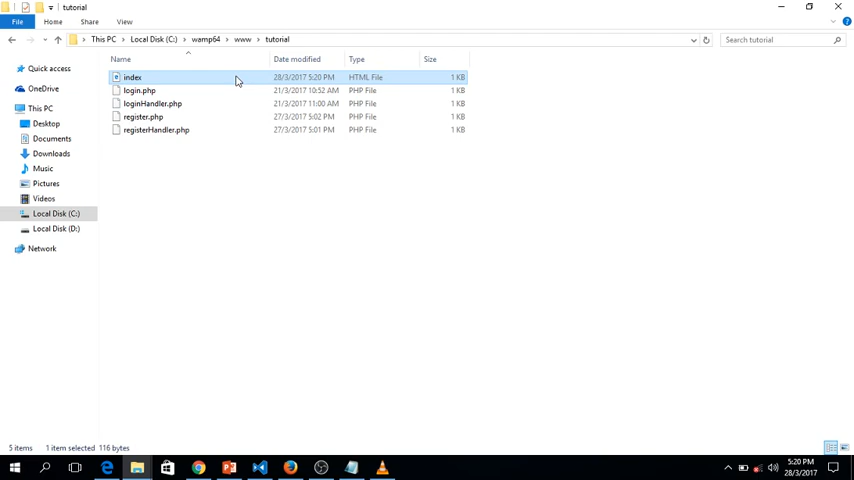 tutorial
File Home Share View
This PC Local Disk (C:) wamp64 www tutorial Search tutorial
Name Date modified Type Size
Quick access
OneDrive
This PC
Desktop
Documents
Downloads
Music
Pictures
Videos
Local Disk (C:)
Local Disk (D:)
Network
index 28/3/2017 5:20 PM HTML File 1 KB
login.php 21/3/2017 10:52 AM PHP File 1 KB
loginHandler.php 21/3/2017 11:00 AM PHP File 1 KB
register.php 27/3/2017 5:02 PM PHP File 1 KB
registerHandler.php 27/3/2017 5:01 PM PHP File 1 KB
5 items 1 item selected 116 bytes
5:20 PM
28/3/2017